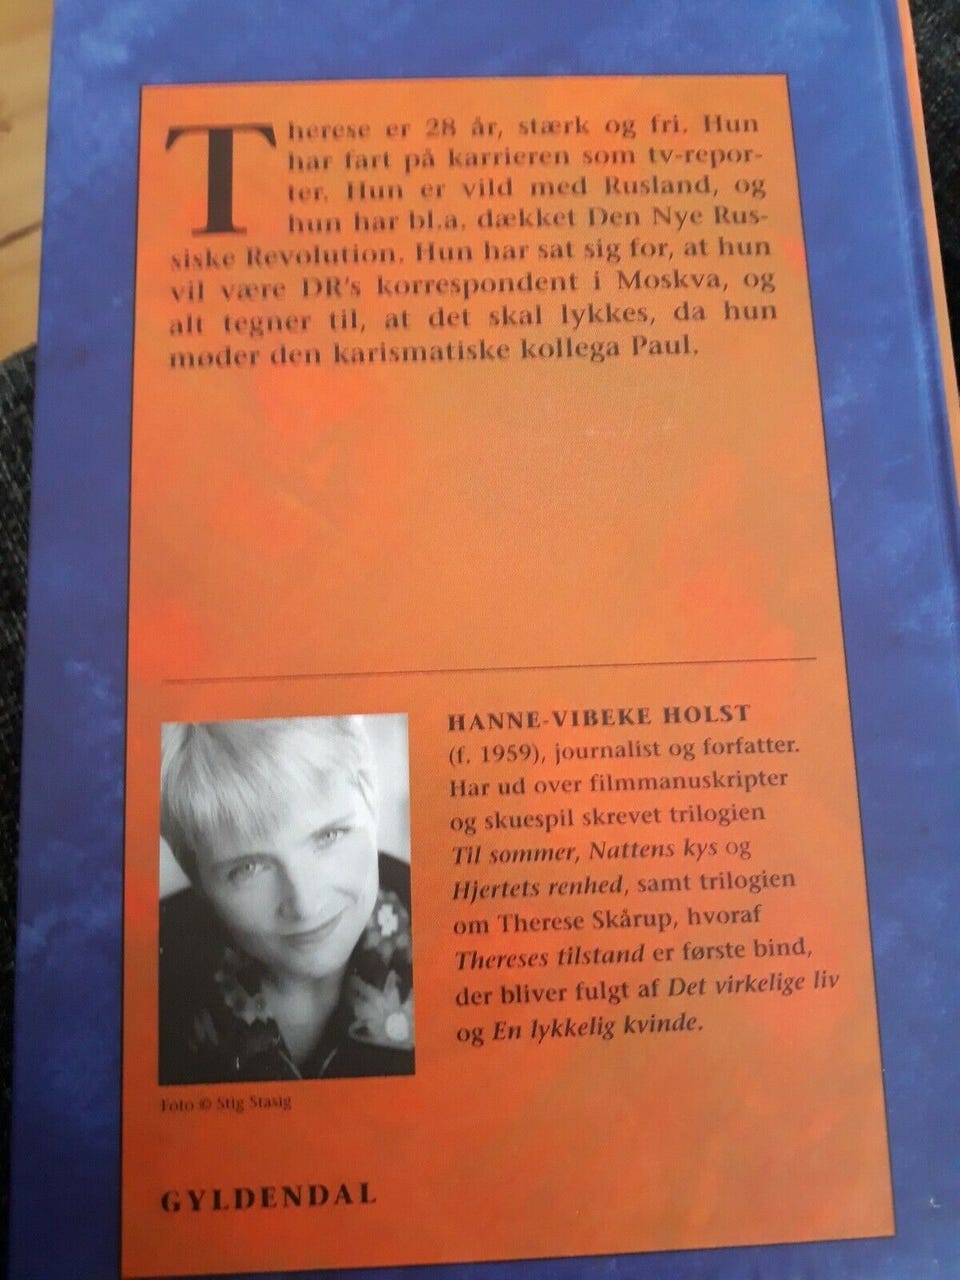 Therese er 28 år, stærk og fri. Hun
har fart på karrieren som tv-repor-
ter. Hun er vild med Rusland, og
hun har bl.a. dækket Den Nye Rus-
siske Revolution. Hun har sat sig for, at hun
vil være DR's korrespondent i Moskva, og
alt tegner til, at det skal lykkes, da hun
møder den karismatiske kollega Paul.
HANNE-VIBEKE HOLST
(f. 1959), journalist og forfatter.
Har ud over filmmanuskripter
og skuespil skrevet trilogien
Til sommer, Nattens kys og
Hjertets renhed, samt trilogien
om Therese Skårup, hvoraf
Thereses tilstand er første bind,
der bliver fulgt af Det virkelige liv
og En lykkelig kvinde.
Foto © Stig Stasig
GYLDENDAL